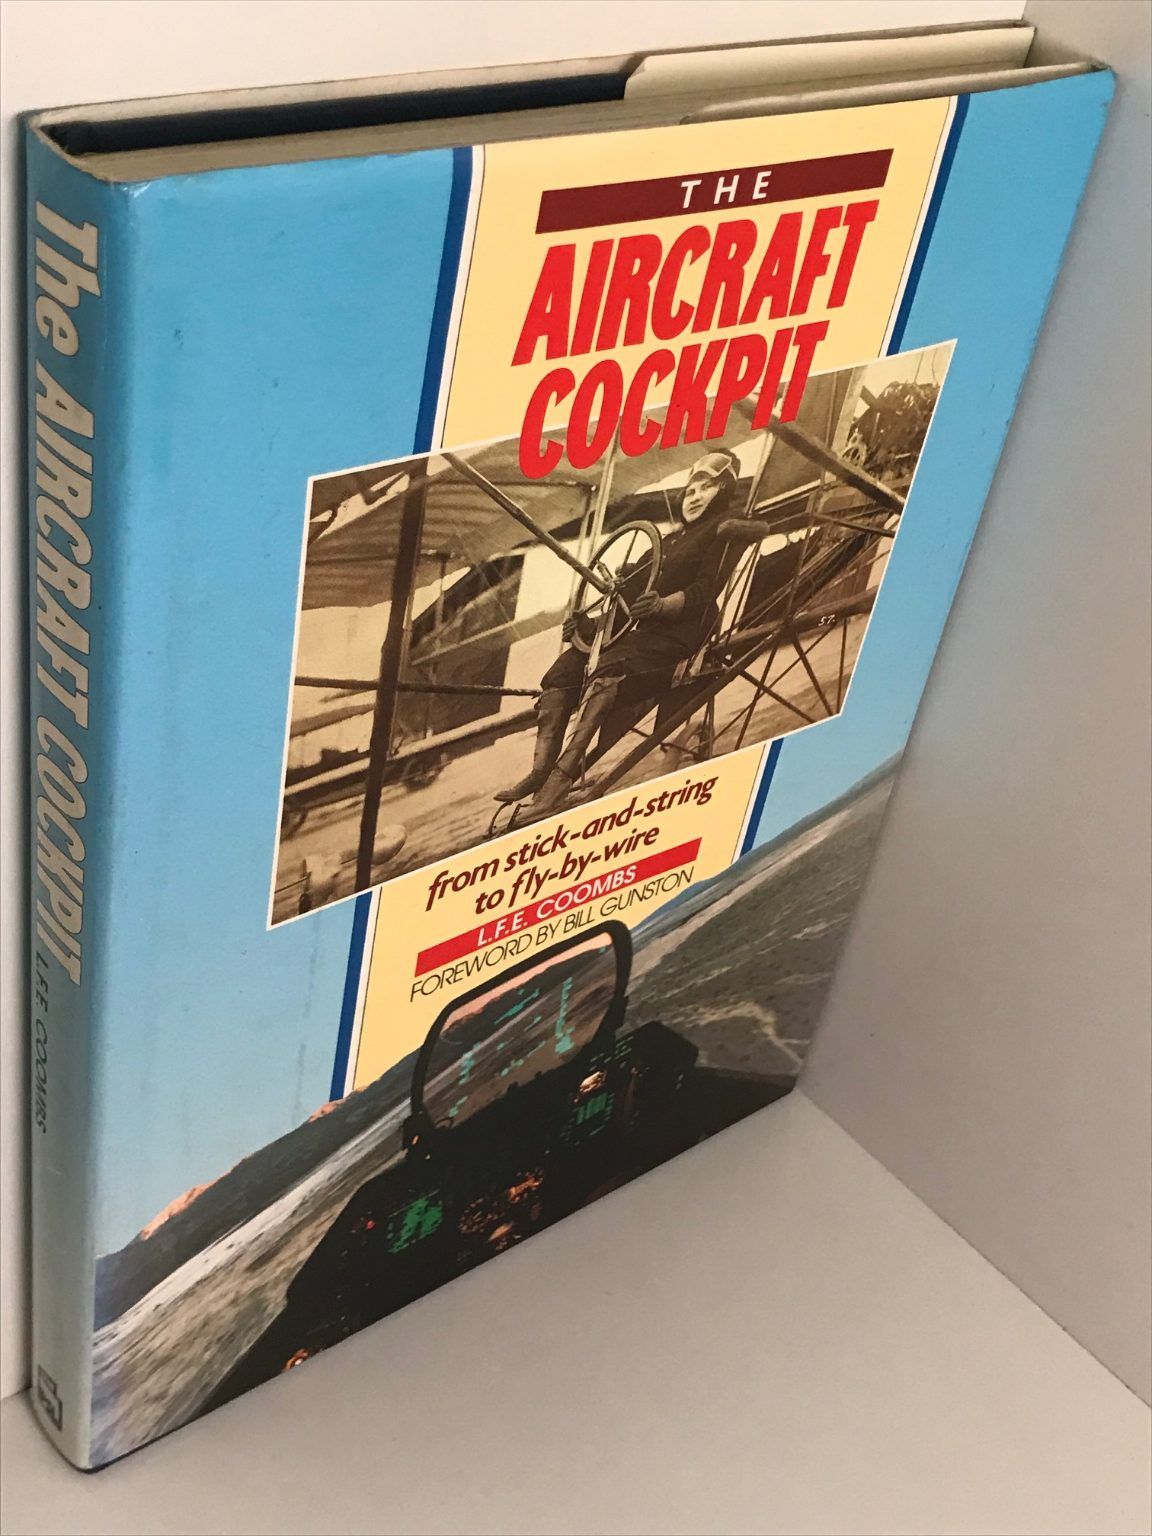 THE
AIRCRAFT
COCKPIT
57.
from stick-and-string
to fly-by-wire
L.F.E. COOMBS
FOREWORD BY BILL GUNSTON
The AIRCRAFT COCKPIT L.F.E. COOMBS